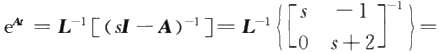 e^{At} = L^{-1}[(sI-A)^{-1}] = L^{-1}\left\{\begin{bmatrix} s & -1 \\ 0 & s+2 \end{bmatrix}^{-1}\right\} =